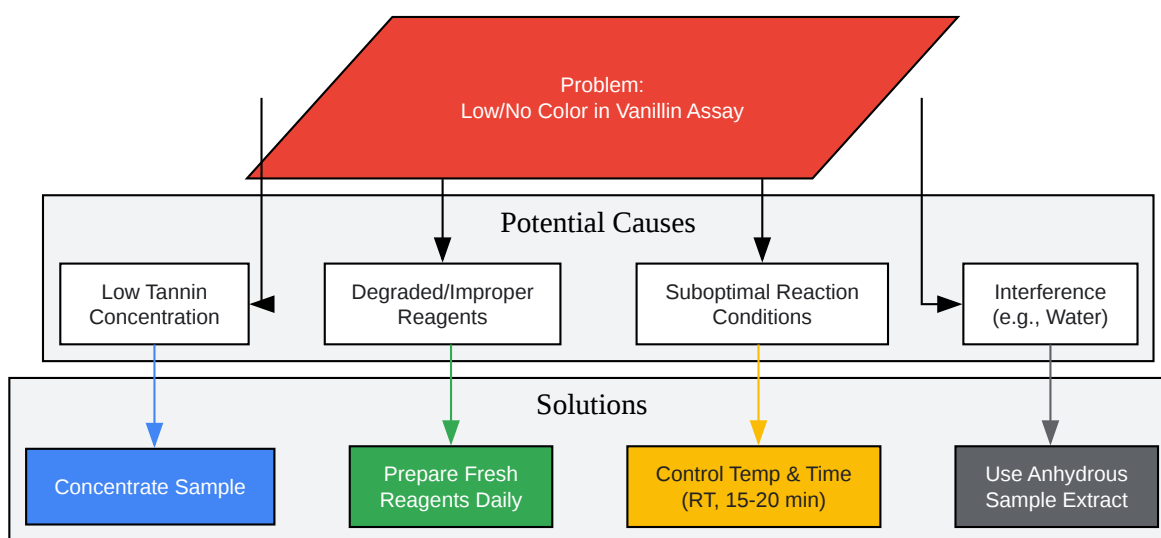 Problem:
Low/No Color in Vanillin Assay
Potential Causes
Low Tannin
Concentration
Degraded/Improper
Reagents
Suboptimal Reaction
Conditions
Interference
(e.g., Water)
Solutions
Concentrate Sample
Prepare Fresh
Reagents Daily
Control Temp & Time
(RT, 15-20 min)
Use Anhydrous
Sample Extract